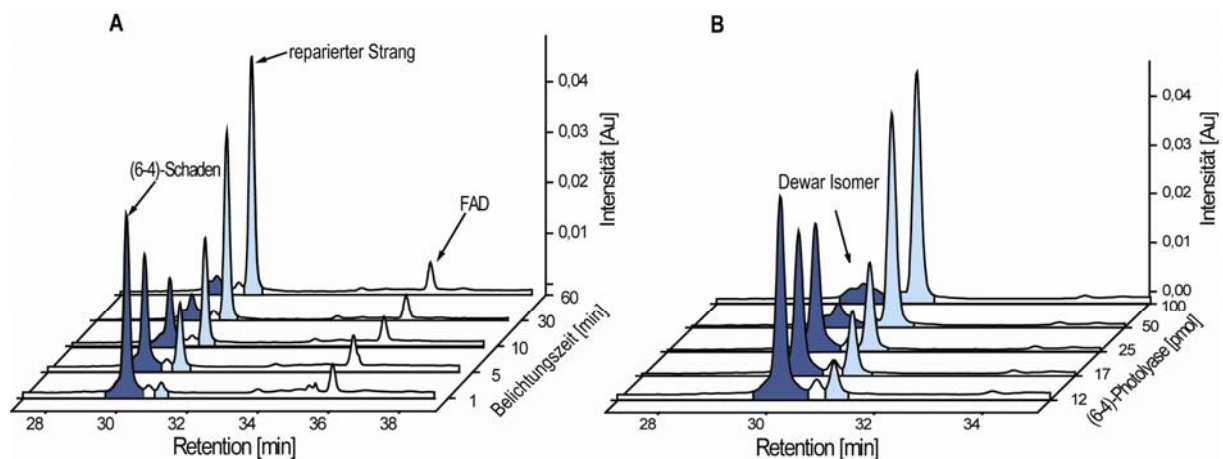 A
reparierter Strang
(6-4)-Schaden
FAD
0,04
0,03
0,02
0,01
Intensität [Au]
60
30
10
5
1
Belichtungszeit [min]
28
30
32
34
36
38
Retention [min]
B
Dewar Isomer
0,04
0,03
0,02
0,01
0,00
Intensität [Au]
100
50
25
17
12
(6-4)-Photolyase [pmol]
28
30
32
34
Retention [min]